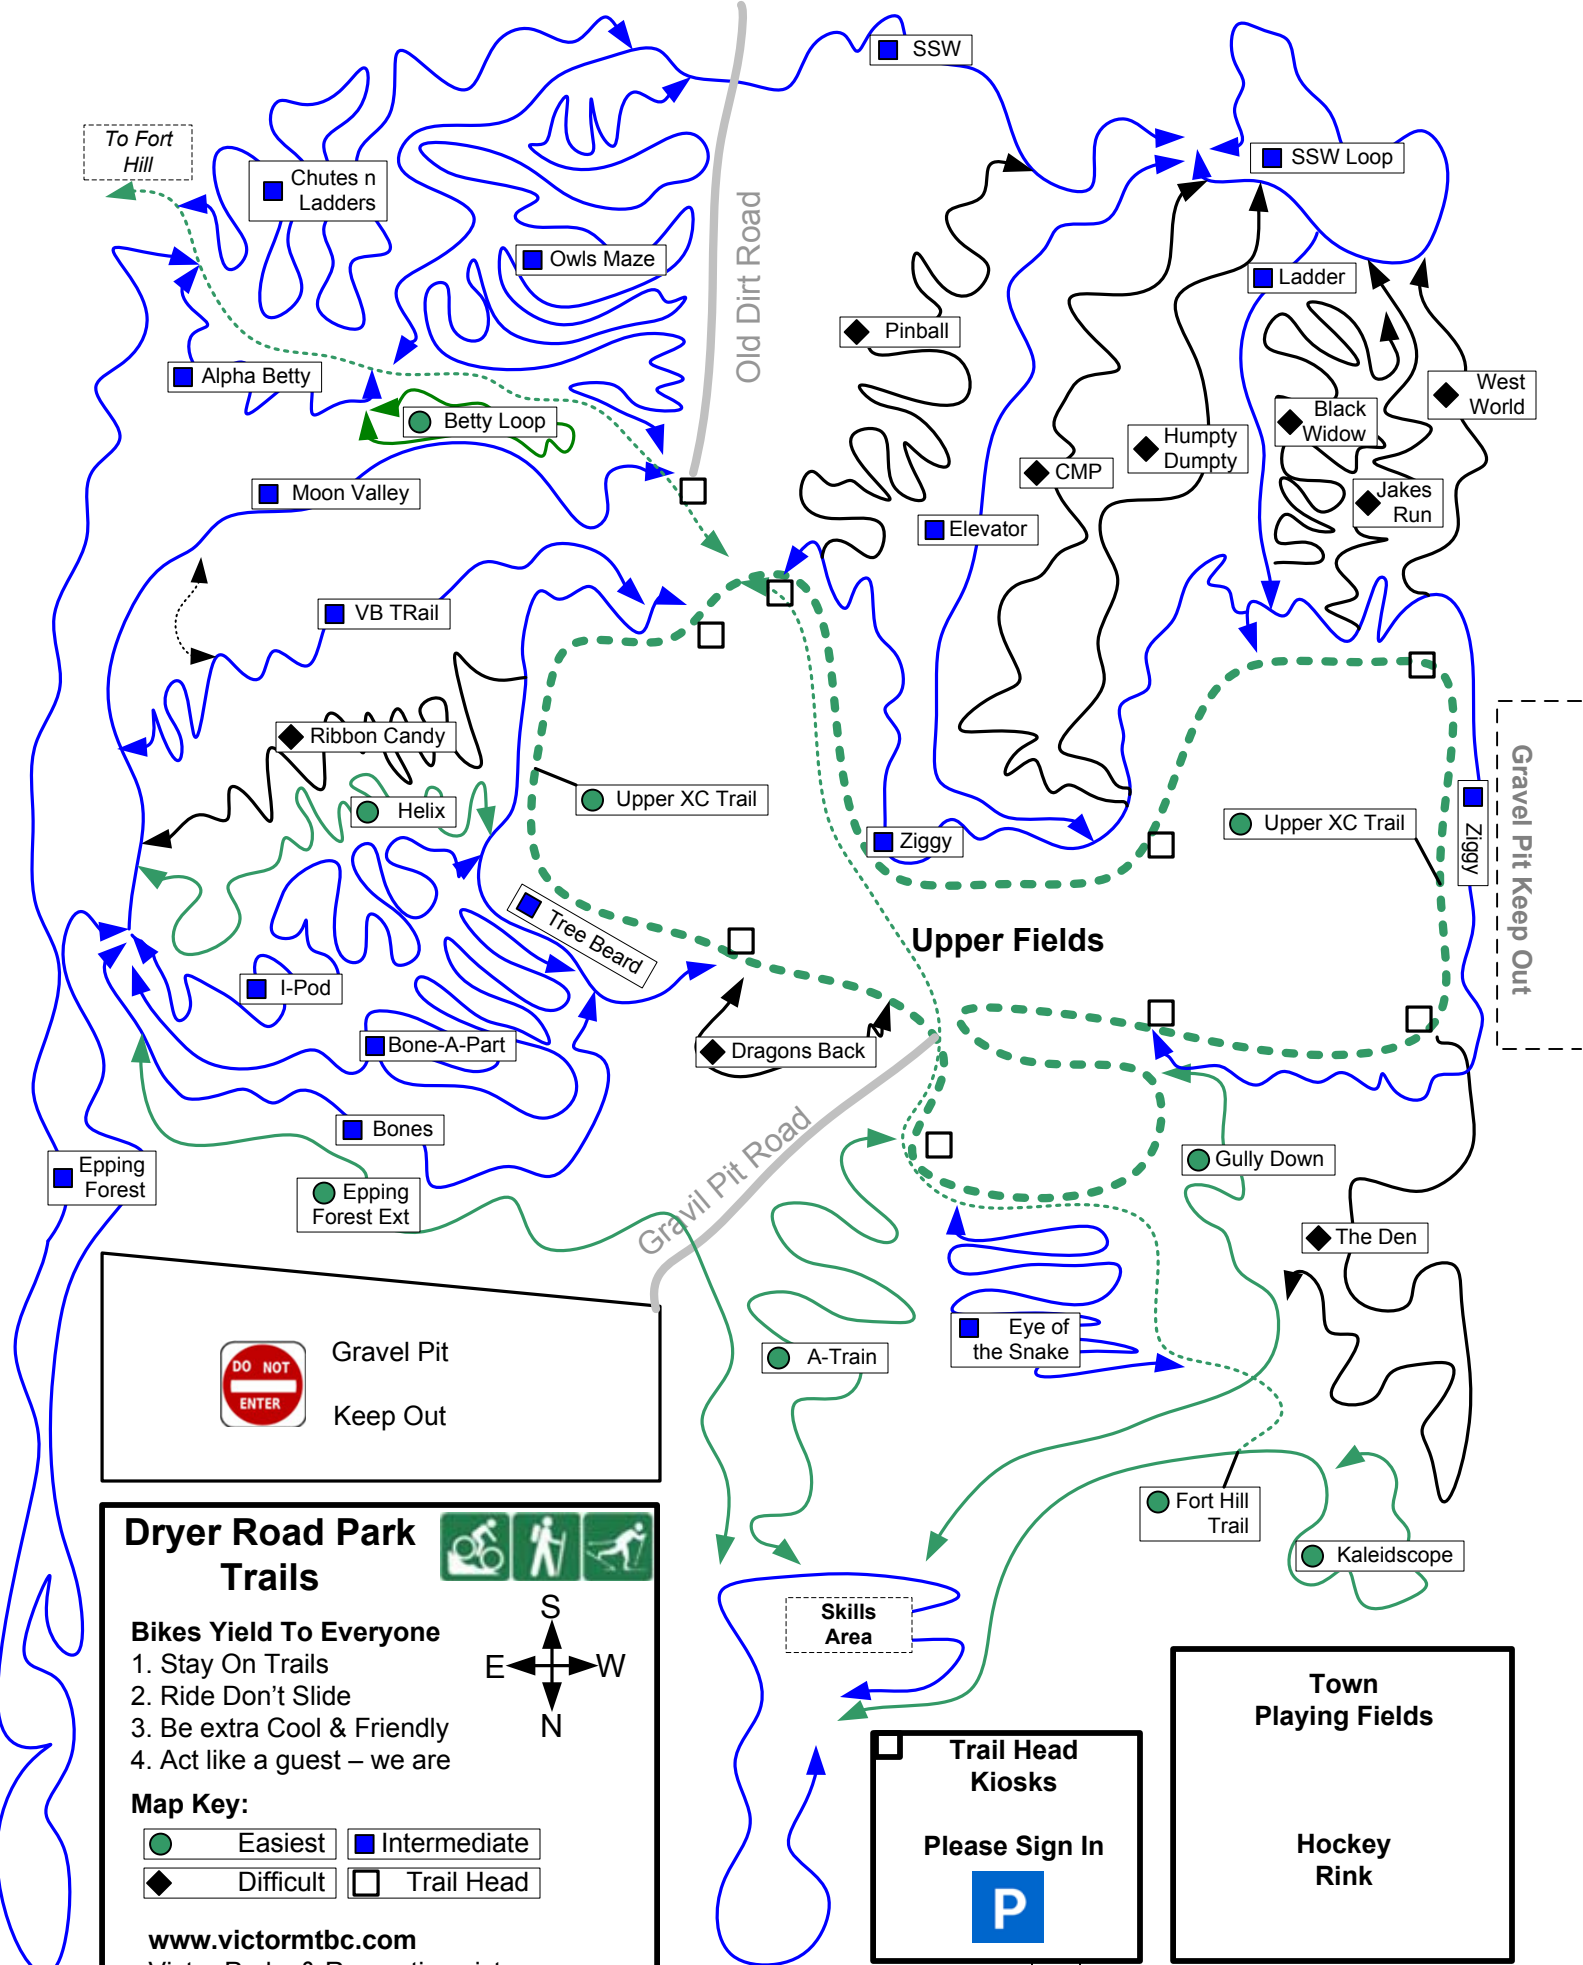 SSW
To Fort
Hill
SSW Loop
Chutes n
Ladders
Owls Maze
Old Dirt Road
Ladder
Pinball
Alpha Betty
West
World
Betty Loop
Black
Widow
Humpty
Dumpty
CMP
Moon Valley
Jakes
Run
Elevator
VB TRail
Ribbon Candy
Upper XC Trail
Helix
Upper XC Trail
Ziggy
Ziggy
Gravel Pit Keep Out
Tree Beard
Upper Fields
I-Pod
Bone-A-Part
Dragons Back
Bones
Gravil Pit Road
Gully Down
Epping
Forest
Epping
Forest Ext
The Den
Eye of
the Snake
A-Train
DO NOT
ENTER
Gravel Pit
Keep Out
Fort Hill
Trail
Kaleidscope
Dryer Road Park
Trails
Skills
Area
S
E
W
N
Bikes Yield To Everyone
1. Stay On Trails
2. Ride Don't Slide
3. Be extra Cool & Friendly
4. Act like a guest – we are
Map Key:
Easiest
Intermediate
Difficult
Trail Head
www.victormtbc.com
Trail Head
Kiosks
Please Sign In
P
Town
Playing Fields
Hockey
Rink